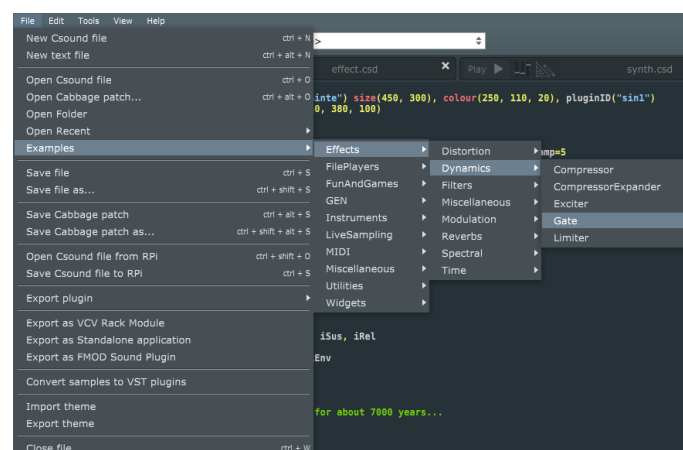 File Edit Tools View Help
New Csound file ctrl + N
>
New text file ctrl + alt + N
effect.csd × Play synth.csd
Open Csound file ctrl + O
Open Cabbage patch... ctrl + alt + O
inte") size(450, 300), colour(250, 110, 20), pluginID("sin1")
0, 380, 100)
Open Folder
Open Recent
Examples
Effects
Distortion
amp=5
FilePlayers
Dynamics
Compressor
Save file ctrl + S
FunAndGames
Filters
CompressorExpander
Save file as... ctrl + shift + S
GEN
Miscellaneous
Exciter
Save Cabbage patch ctrl + alt + S
Instruments
Modulation
Gate
Save Cabbage patch as... ctrl + shift + alt + S
LiveSampling
Reverbs
Limiter
Open Csound file from RPi ctrl + shift + O
MIDI
Spectral
Save Csound file to RPi ctrl + S
Miscellaneous
Time
Utilities
Export plugin
Widgets
Export as VCV Rack Module
Export as Standalone application
iSus, iRel
Export as FMOD Sound Plugin
Env
Convert samples to VST plugins
Import theme
for about 7000 years...
Export theme
Close file ctrl + W